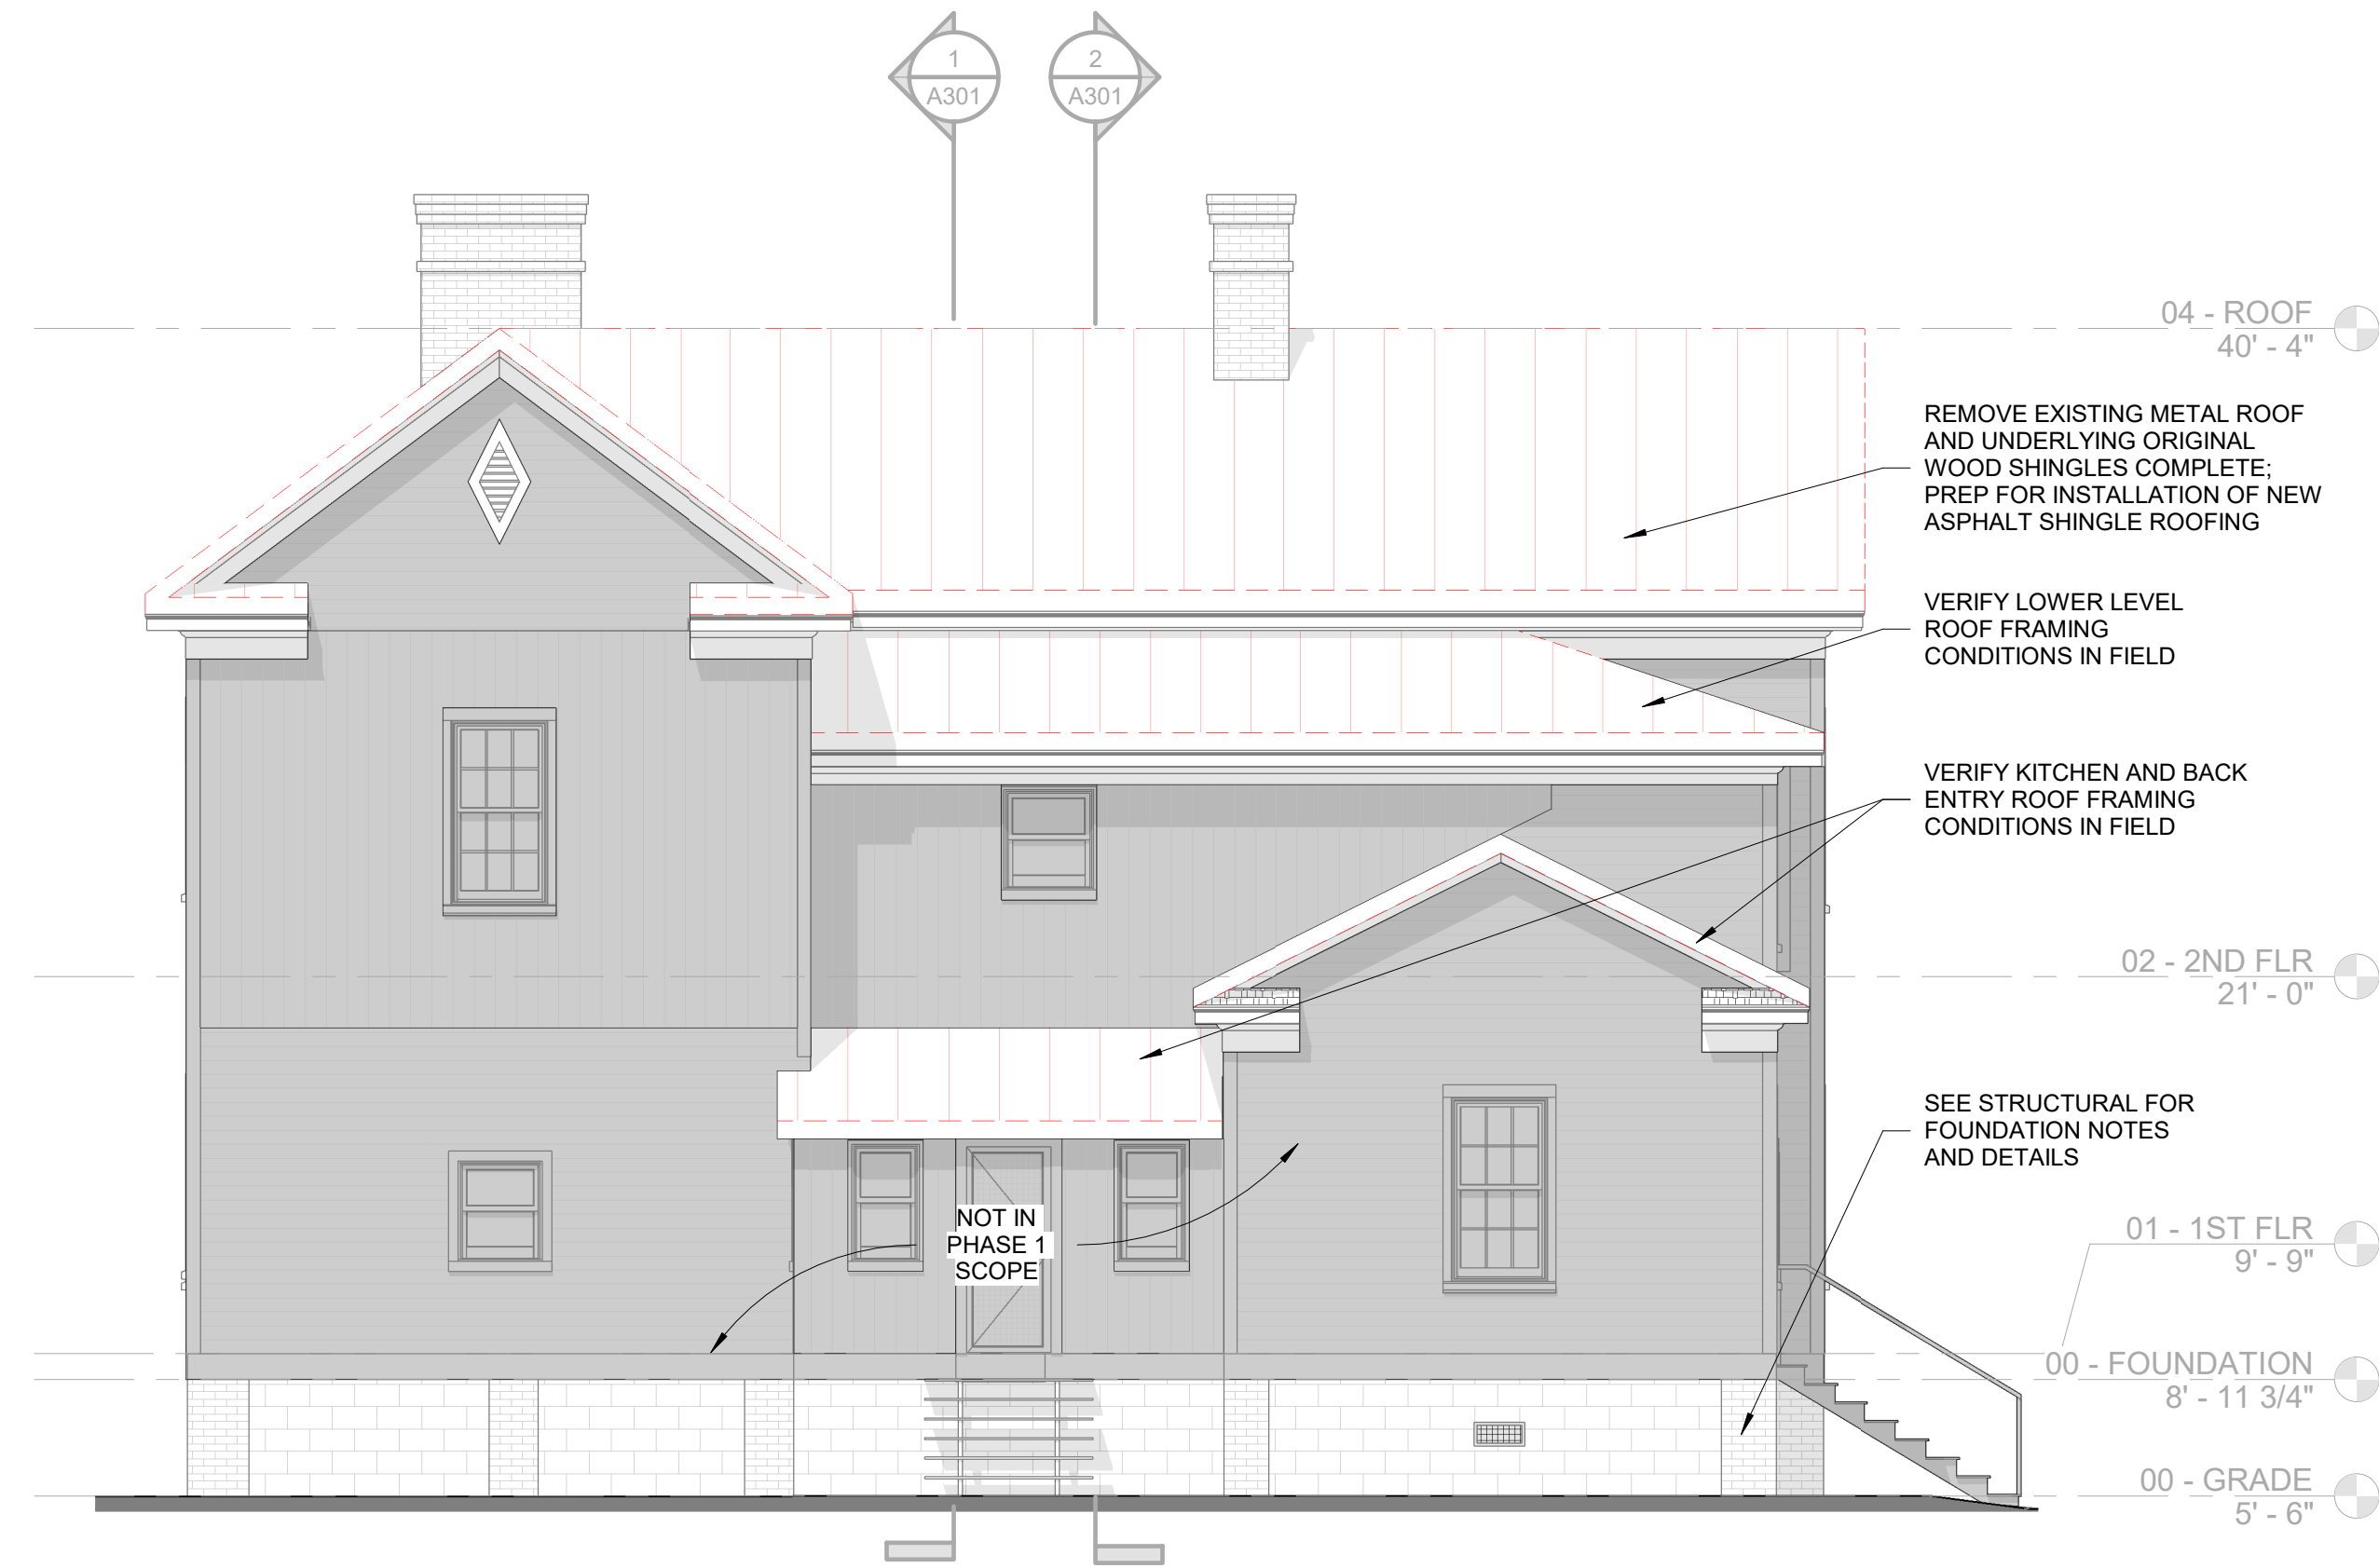 1
A301
2
A301
04 - ROOF
40' - 4"
REMOVE EXISTING METAL ROOF
AND UNDERLYING ORIGINAL
WOOD SHINGLES COMPLETE;
PREP FOR INSTALLATION OF NEW
ASPHALT SHINGLE ROOFING
VERIFY LOWER LEVEL
ROOF FRAMING
CONDITIONS IN FIELD
VERIFY KITCHEN AND BACK
ENTRY ROOF FRAMING
CONDITIONS IN FIELD
02 - 2ND FLR
21' - 0"
SEE STRUCTURAL FOR
FOUNDATION NOTES
AND DETAILS
NOT IN
PHASE 1
SCOPE
01 - 1ST FLR
9' - 9"
00 - FOUNDATION
8' - 11 3/4"
00 - GRADE
5' - 6"